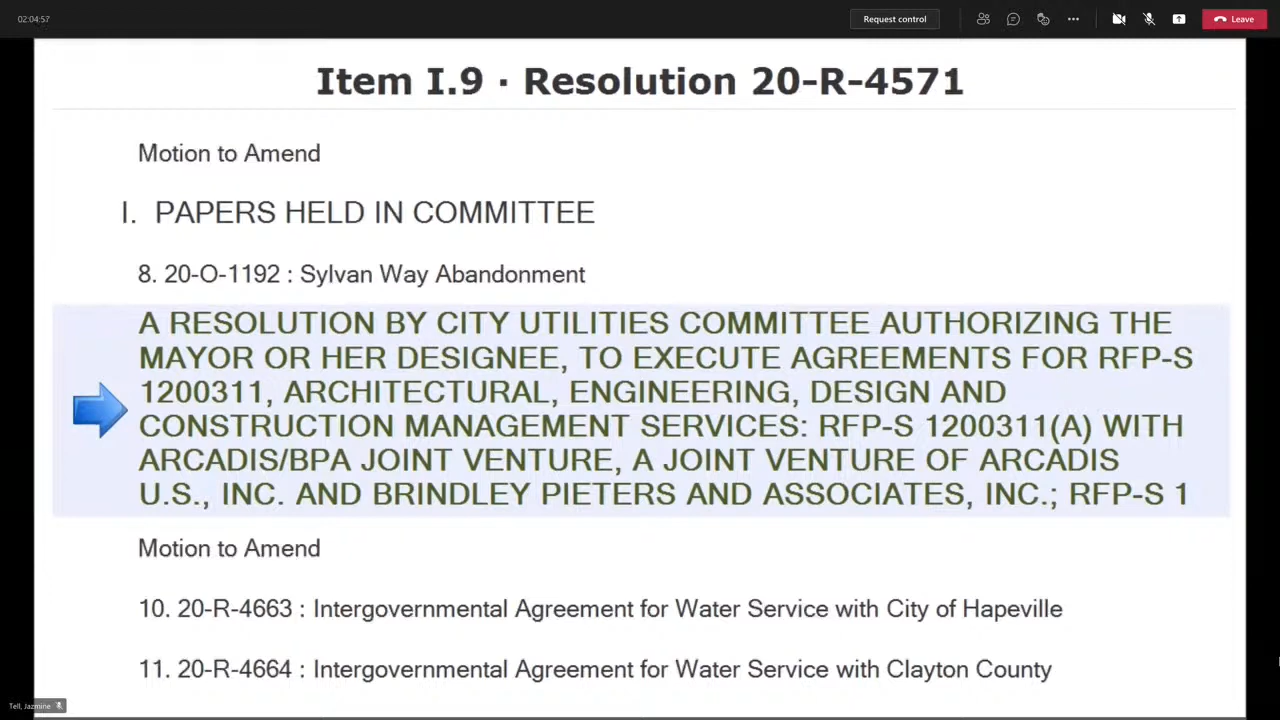 02:04:57
Request control
Leave
Item I.9 · Resolution 20-R-4571
Motion to Amend
I. PAPERS HELD IN COMMITTEE
8. 20-O-1192 : Sylvan Way Abandonment
A RESOLUTION BY CITY UTILITIES COMMITTEE AUTHORIZING THE
MAYOR OR HER DESIGNEE, TO EXECUTE AGREEMENTS FOR RFP-S
1200311, ARCHITECTURAL, ENGINEERING, DESIGN AND
CONSTRUCTION MANAGEMENT SERVICES: RFP-S 1200311(A) WITH
ARCADIS/BPA JOINT VENTURE, A JOINT VENTURE OF ARCADIS
U.S., INC. AND BRINDLEY PIETERS AND ASSOCIATES, INC.; RFP-S 1
Motion to Amend
10. 20-R-4663 : Intergovernmental Agreement for Water Service with City of Hapeville
11. 20-R-4664 : Intergovernmental Agreement for Water Service with Clayton County
Tell, Jazmine